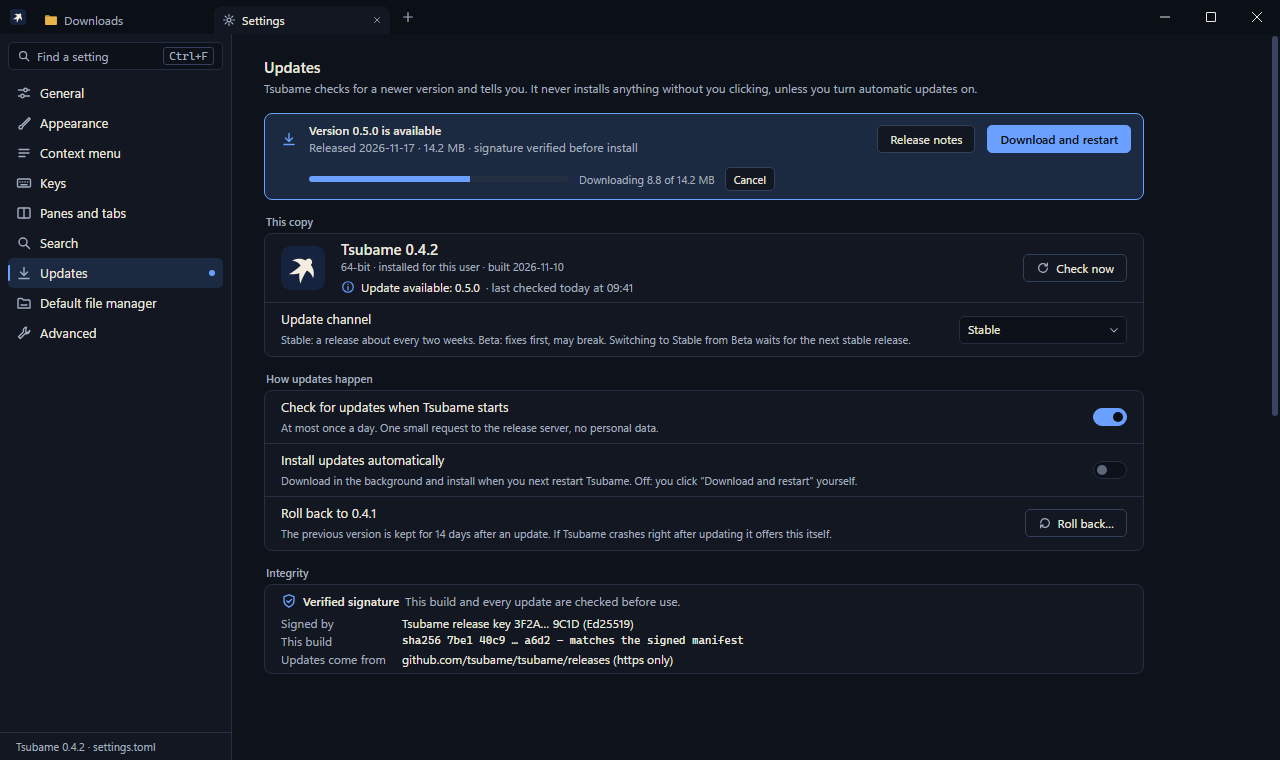 Downloads
Settings
Find a setting
Ctrl+F
General
Appearance
Context menu
Keys
Panes and tabs
Search
Updates
Default file manager
Advanced
Tsubame 0.4.2 · settings.toml
Updates
Tsubame checks for a newer version and tells you. It never installs anything without you clicking, unless you turn automatic updates on.
Version 0.5.0 is available
Released 2026-11-17 · 14.2 MB · signature verified before install
Release notes
Download and restart
Downloading 8.8 of 14.2 MB
Cancel
This copy
Tsubame 0.4.2
64-bit · installed for this user · built 2026-11-10
Update available: 0.5.0 · last checked today at 09:41
Check now
Update channel
Stable: a release about every two weeks. Beta: fixes first, may break. Switching to Stable from Beta waits for the next stable release.
Stable
How updates happen
Check for updates when Tsubame starts
At most once a day. One small request to the release server, no personal data.
Install updates automatically
Download in the background and install when you next restart Tsubame. Off: you click “Download and restart” yourself.
Roll back to 0.4.1
The previous version is kept for 14 days after an update. If Tsubame crashes right after updating it offers this itself.
Roll back...
Integrity
Verified signature This build and every update are checked before use.
Signed by Tsubame release key 3F2A… 9C1D (Ed25519)
This build sha256 7be1 40c9 … a6d2 — matches the signed manifest
Updates come from github.com/tsubame/tsubame/releases (https only)